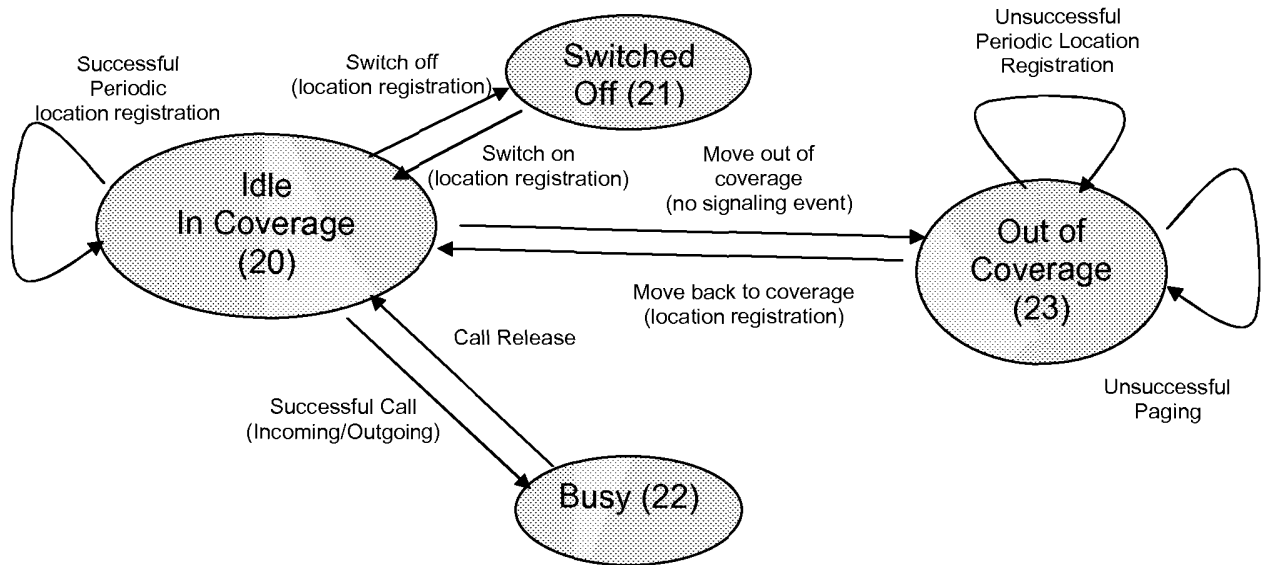 Successful
Periodic
location registration
Switch off
(location registration)
Switched
Off (21)
Unsuccessful
Periodic Location
Registration
Switch on
(location registration)
Move out of
coverage
(no signaling event)
Idle
In Coverage
(20)
Out of
Coverage
(23)
Move back to coverage
(location registration)
Call Release
Unsuccessful
Paging
Successful Call
(Incoming/Outgoing)
Busy (22)